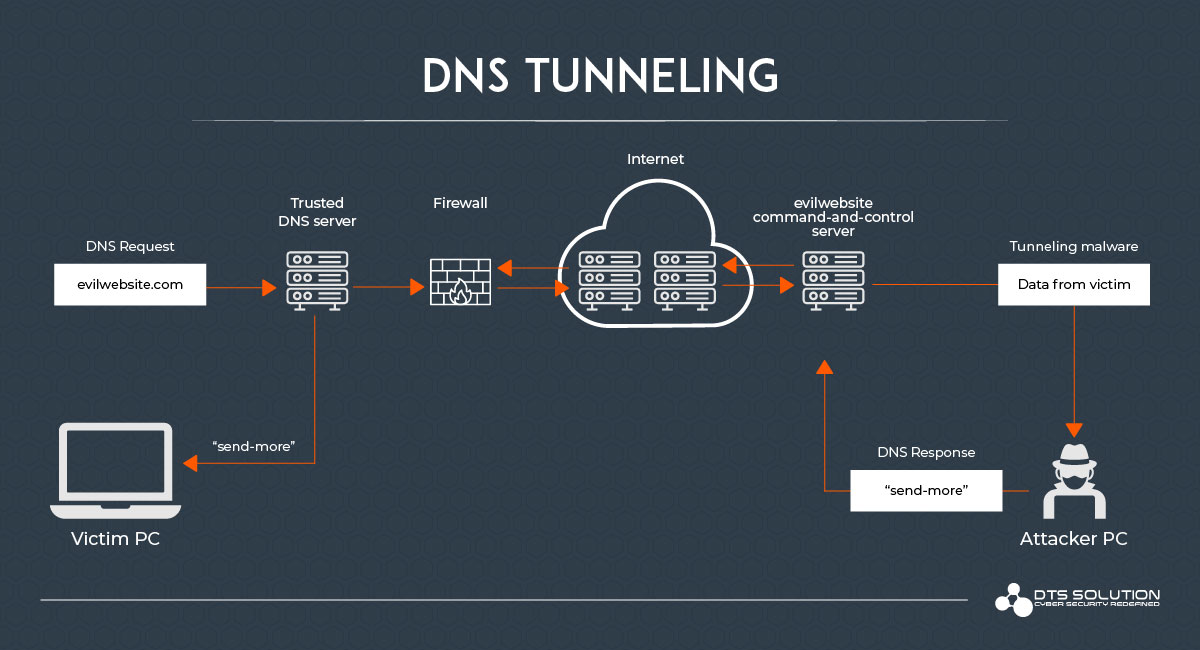 DNS TUNNELING
Internet
Trusted
DNS server
Firewall
evilwebsite
command-and-control
server
DNS Request
evilwebsite.com
Tunneling malware
Data from victim
“send-more”
DNS Response
“send-more”
Victim PC
Attacker PC
DTS SOLUTION
CYBER SECURITY REDEFINED